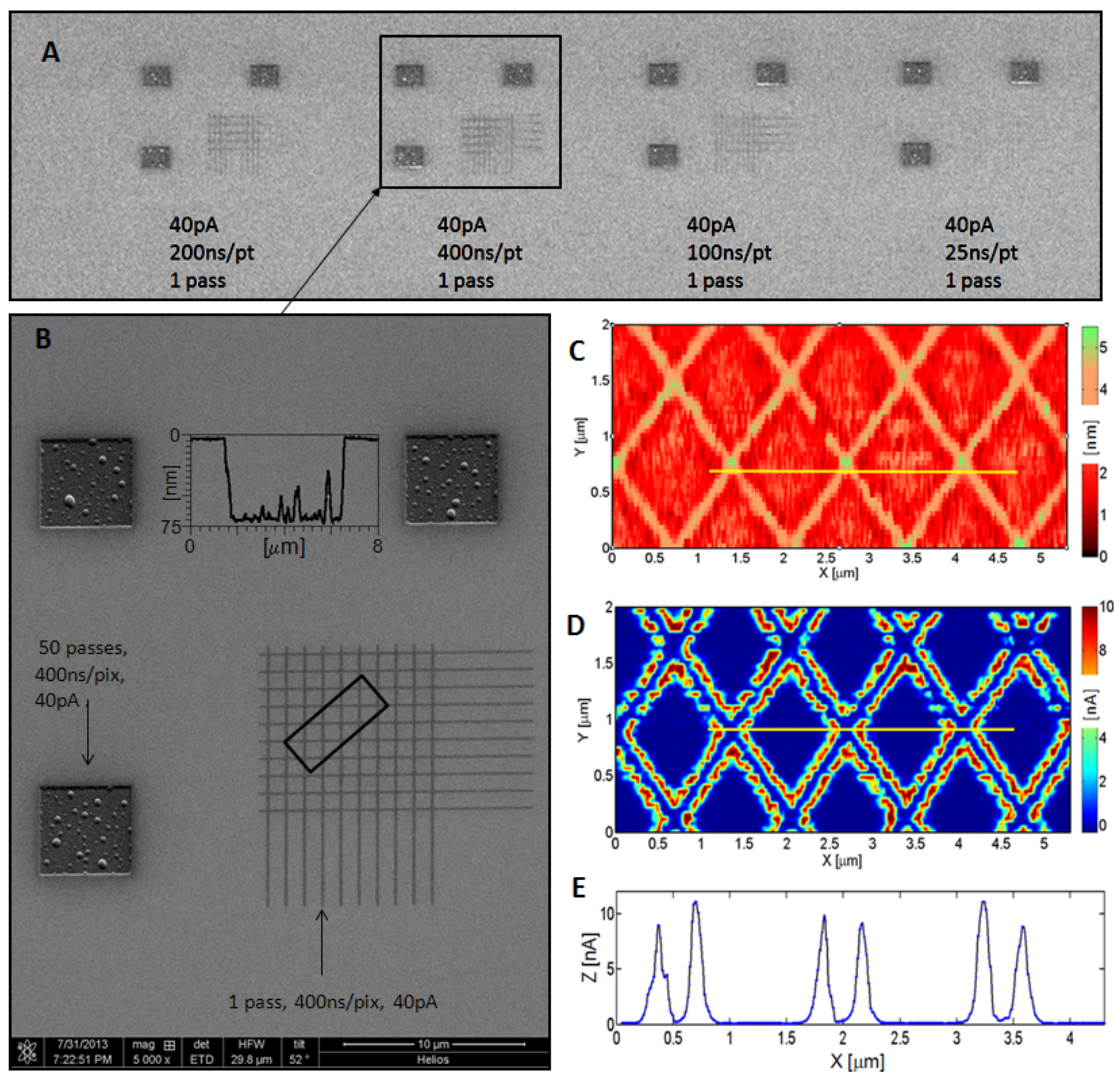 A
40pA
200ns/pt
1 pass
40pA
400ns/pt
1 pass
40pA
100ns/pt
1 pass
40pA
25ns/pt
1 pass
B
0
[nm]
75
0
[μm]
8
50 passes,
400ns/pix,
40pA
1 pass, 400ns/pix, 40pA
7/31/2013
7:22:51 PM
mag
5 000 x
det
ETD
HFW
29.8 μm
tilt
52 °
10 μm
Helios
C
2
1.5
1
0.5
0
Y [μm]
0 0.5 1 1.5 2 2.5 3 3.5 4 4.5 5
X [μm]
5
4
[nm]
2
1
0
D
2
1.5
1
0.5
0
Y [μm]
0 0.5 1 1.5 2 2.5 3 3.5 4 4.5 5
X [μm]
10
8
[nA]
4
2
0
E
10
5
0
Z [nA]
0 0.5 1 1.5 2 2.5 3 3.5 4
X [μm]